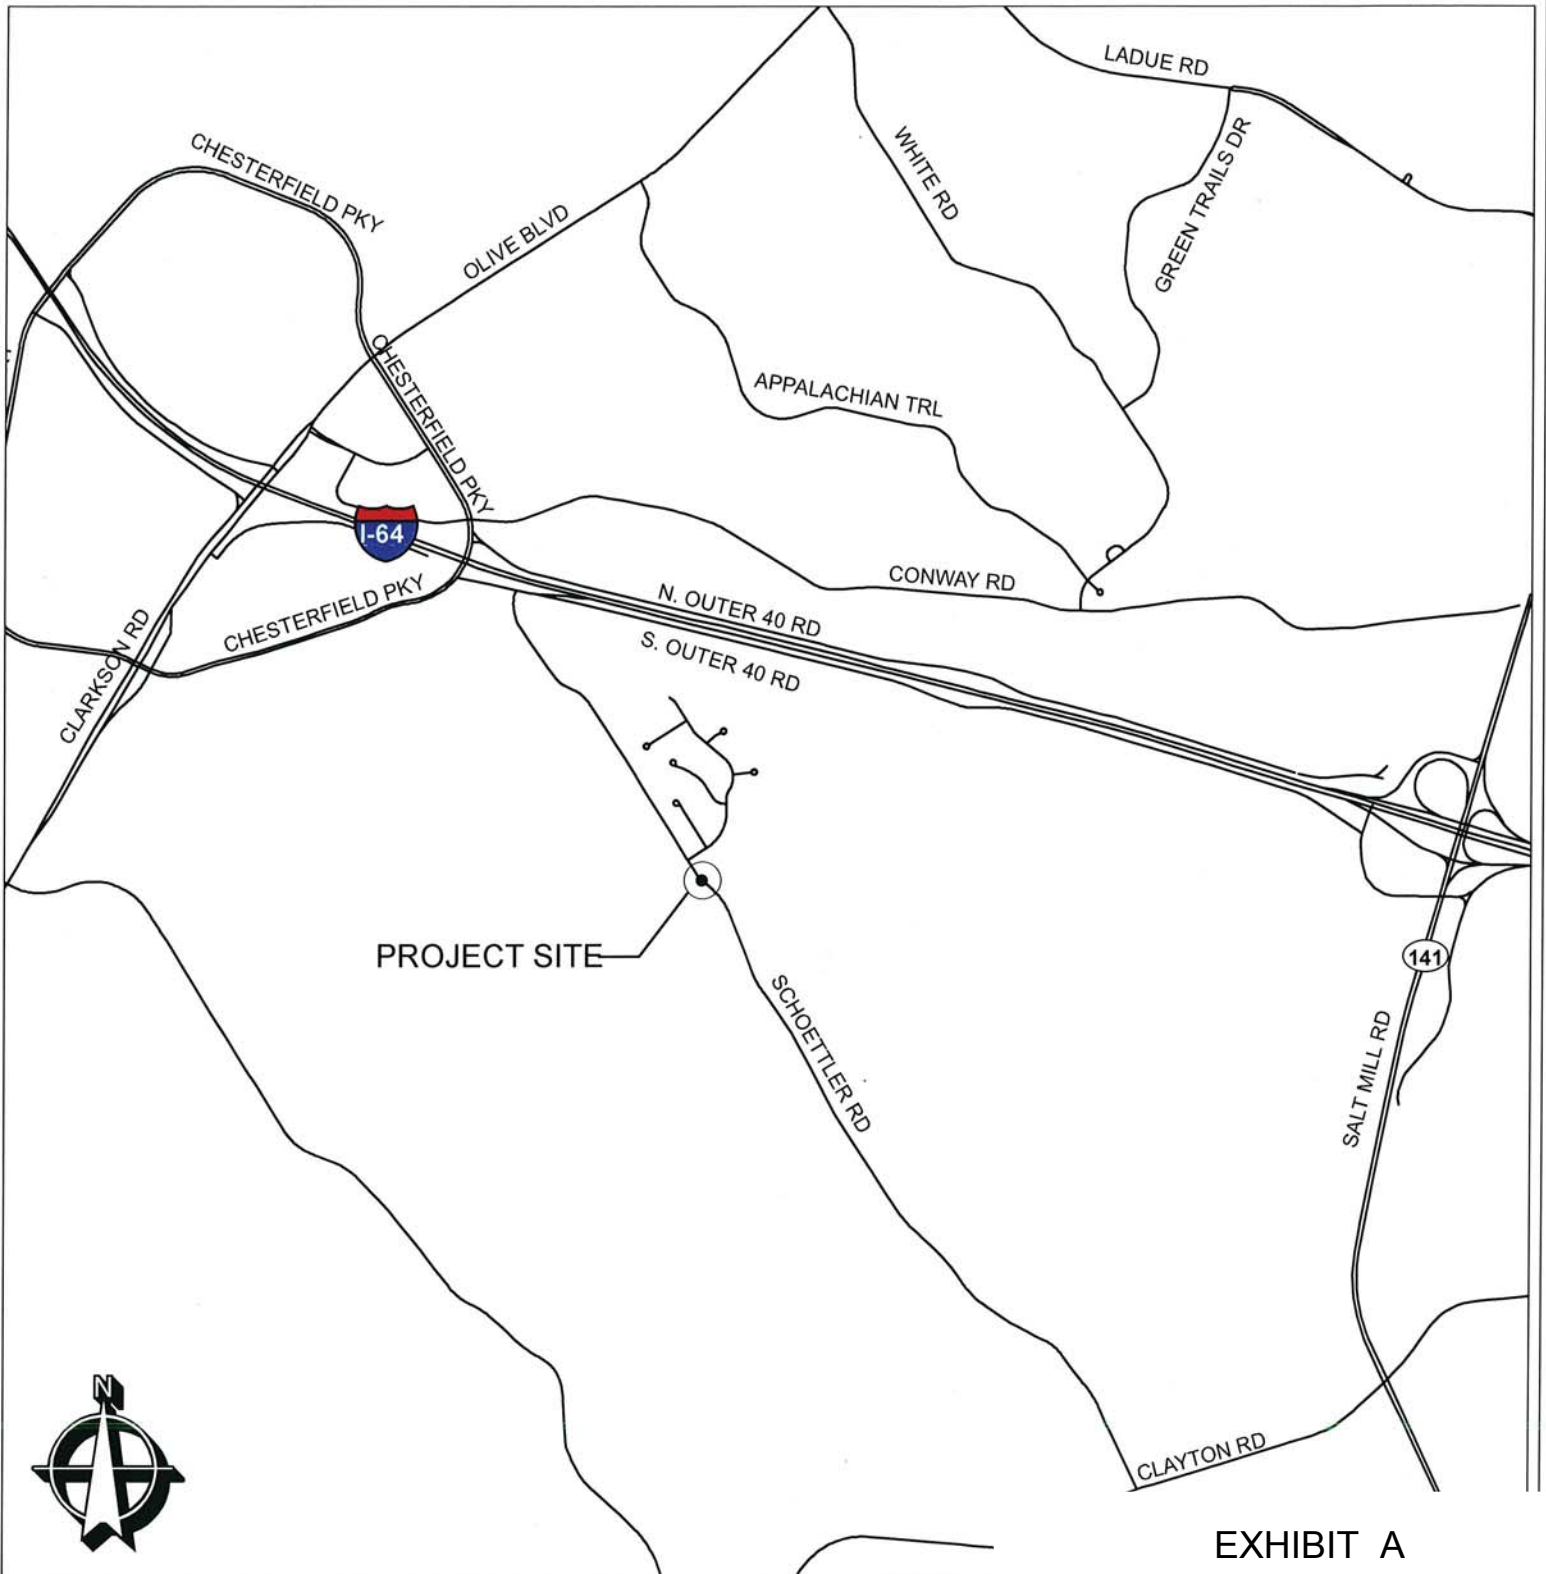 LADUE RD
CHESTERFIELD PKY
WHITE RD
GREEN TRAILS DR
OLIVE BLVD
CHESTERFIELD PKY
APPALACHIAN TRL
I-64
CONWAY RD
CHESTERFIELD PKY
N. OUTER 40 RD
S. OUTER 40 RD
CLARKSON RD
PROJECT SITE
141
SCHOETTLER RD
SALT MILL RD
N
CLAYTON RD
EXHIBIT A